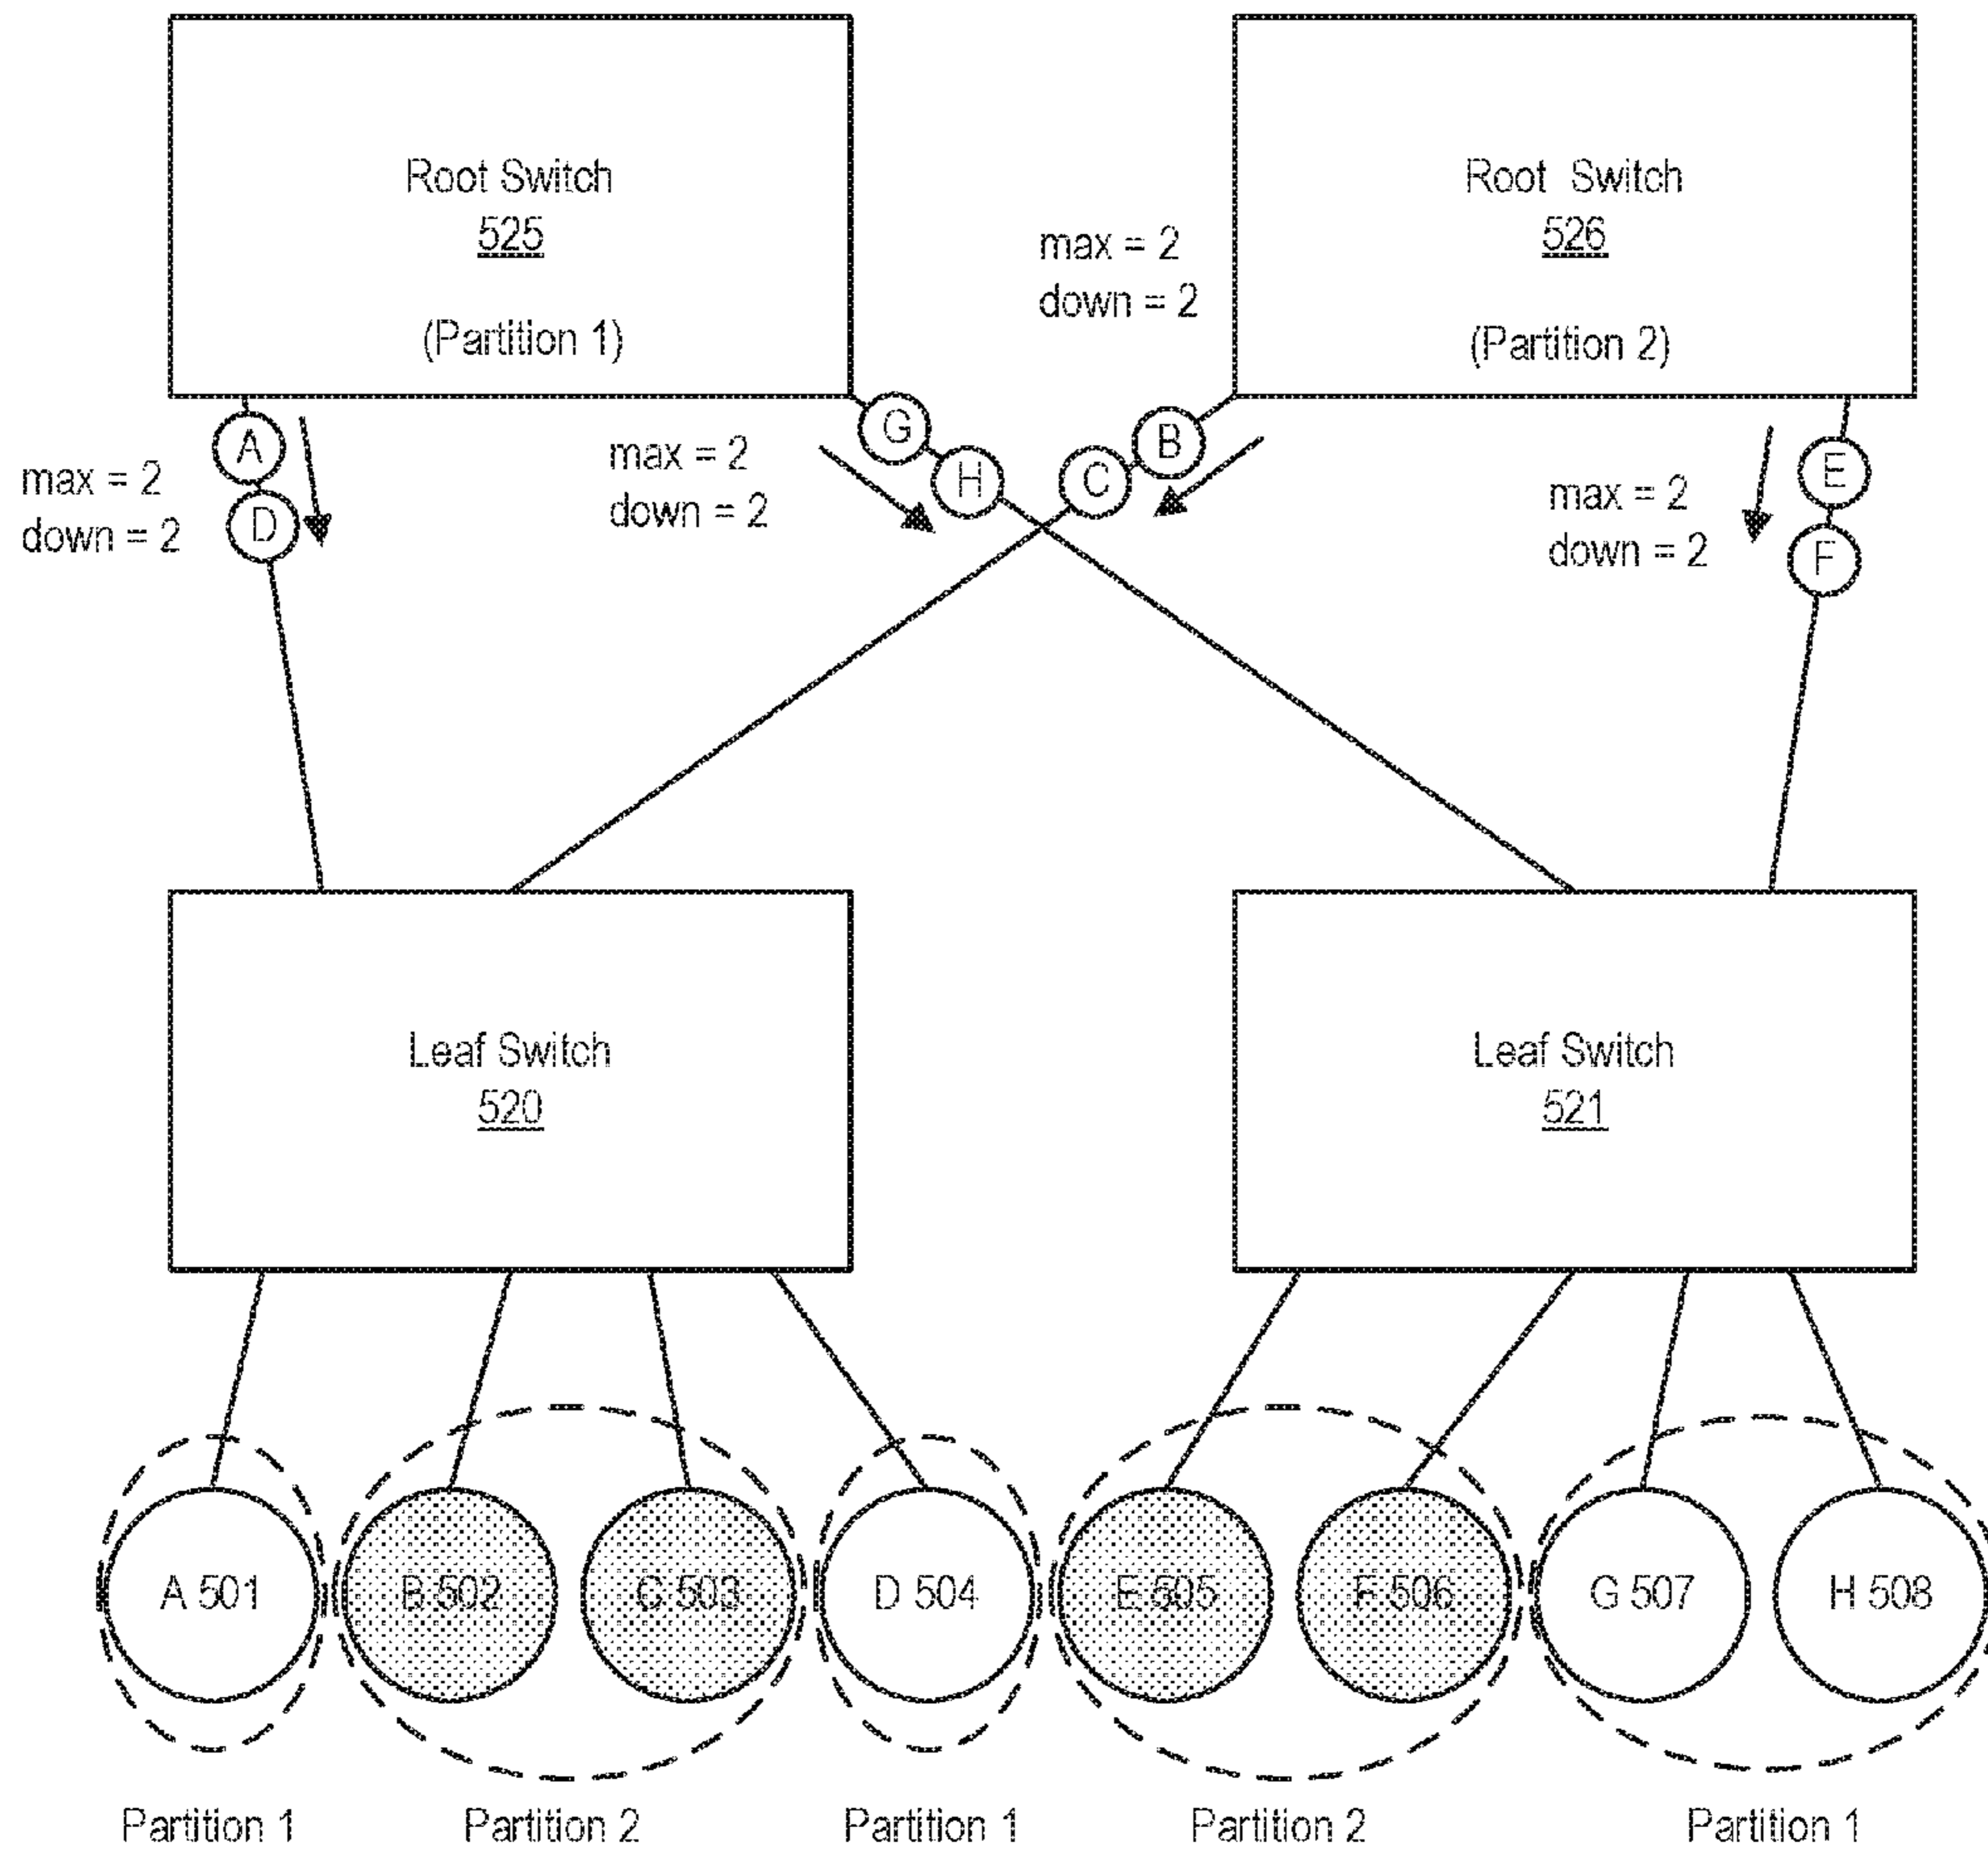 Root Switch
525
(Partition 1)
Root Switch
526
(Partition 2)
max = 2
down = 2
A
D
max = 2
down = 2
G
H
max = 2
down = 2
B
C
E
F
max = 2
down = 2
Leaf Switch
520
Leaf Switch
521
A 501
B 502
C 503
D 504
E 505
F 506
G 507
H 508
Partition 1
Partition 2
Partition 1
Partition 2
Partition 1